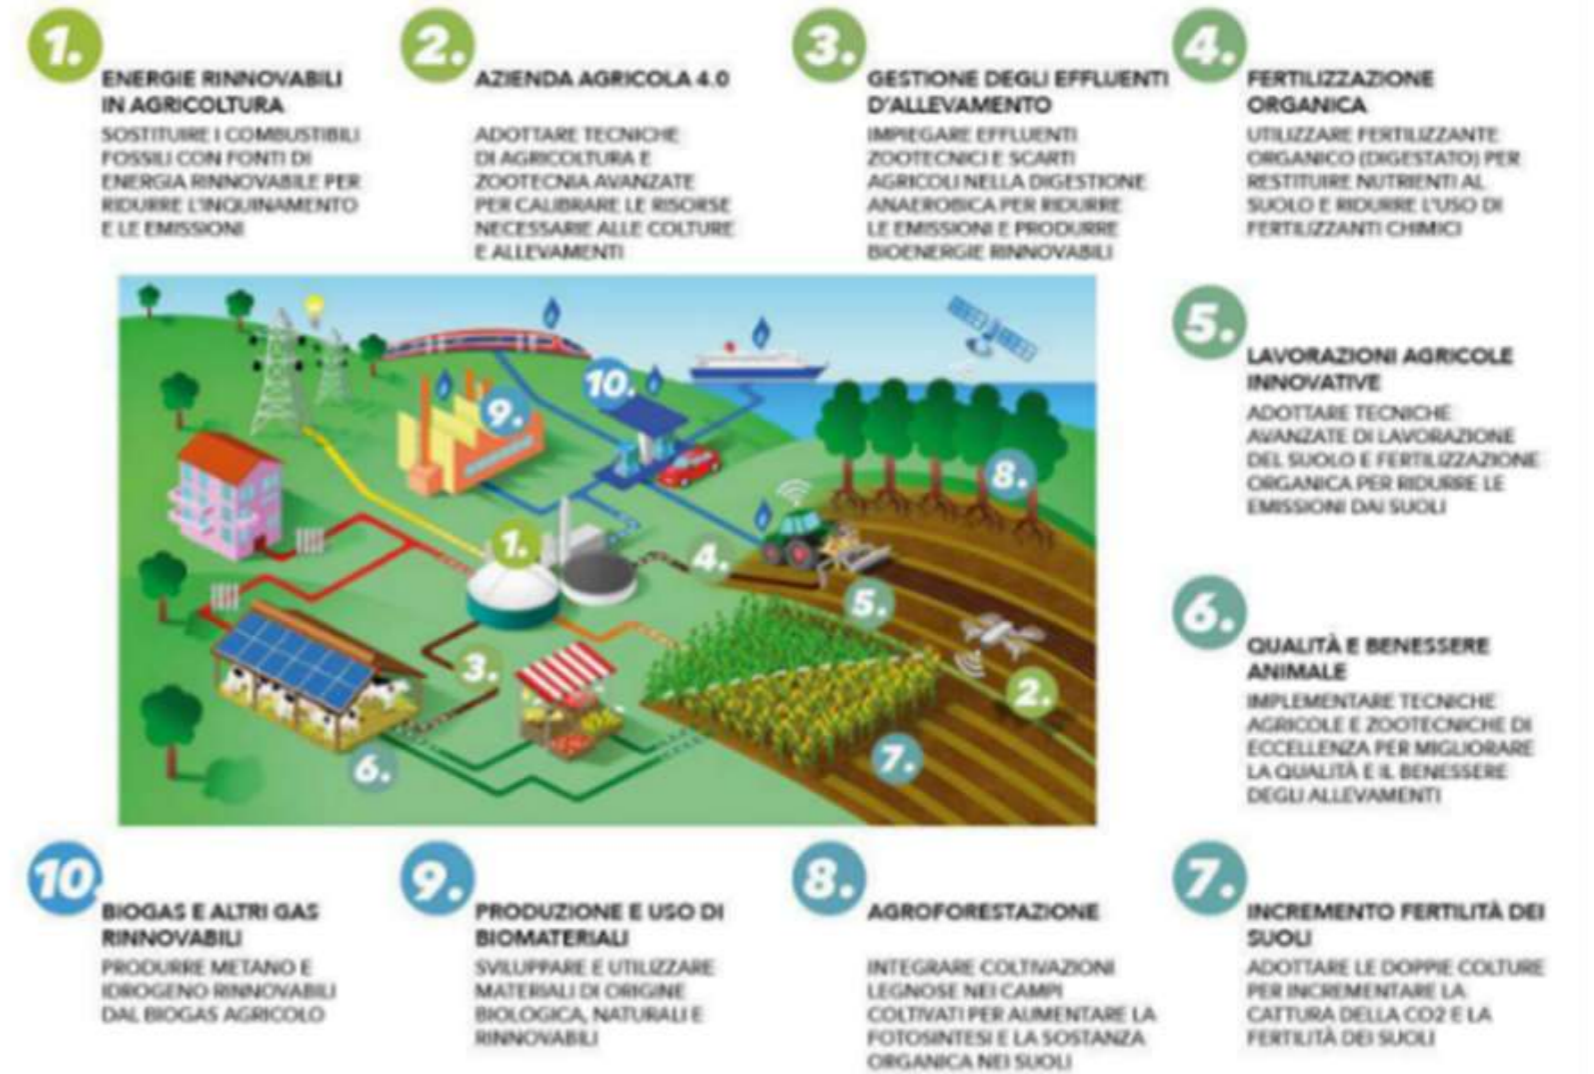 1.
ENERGIE RINNOVABILI
IN AGRICOLTURA
SOSTITUIRE I COMBUSTIBILI
FOSSILI CON FONTI DI
ENERGIA RINNOVABILE PER
RIDURRE L'INQUINAMENTO
E LE EMISSIONI
2.
AZIENDA AGRICOLA 4.0
ADOTTARE TECNICHE
DI AGRICOLTURA E
ZOOTECNIA AVANZATE
PER CALIBRARE LE RISORSE
NECESSARIE ALLE COLTURE
E ALLEVAMENTI
3.
GESTIONE DEGLI EFFLUENTI
D'ALLEVAMENTO
IMPIEGARE EFFLUENTI
ZOOTECNICI E SCARTI
AGRICOLI NELLA DIGESTIONE
ANAEROBICA PER RIDURRE
LE EMISSIONI E PRODURRE
BIOENERGIE RINNOVABILI
4.
FERTILIZZAZIONE
ORGANICA
UTILIZZARE FERTILIZZANTE
ORGANICO (DIGESTATO) PER
RESTITUIRE NUTRIENTI AL
SUOLO E RIDURRE L'USO DI
FERTILIZZANTI CHIMICI
5.
LAVORAZIONI AGRICOLE
INNOVATIVE
ADOTTARE TECNICHE
AVANZATE DI LAVORAZIONE
DEL SUOLO E FERTILIZZAZIONE
ORGANICA PER RIDURRE LE
EMISSIONI DAI SUOLI
6.
QUALITÀ E BENESSERE
ANIMALE
IMPLEMENTARE TECNICHE
AGRICOLE E ZOOTECNICHE DI
ECCELLENZA PER MIGLIORARE
LA QUALITÀ E IL BENESSERE
DEGLI ALLEVAMENTI
10.
9.
8.
1.
4.
5.
3.
2.
6.
7.
10.
BIOGAS E ALTRI GAS
RINNOVABILI
PRODURRE METANO E
IDROGENO RINNOVABILI
DAL BIOGAS AGRICOLO
9.
PRODUZIONE E USO DI
BIOMATERIALI
SVILUPPARE E UTILIZZARE
MATERIALI DI ORIGINE
BIOLOGICA, NATURALI E
RINNOVABILI
8.
AGROFORESTAZIONE
INTEGRARE COLTIVAZIONI
LEGNOSE NEI CAMPI
COLTIVATI PER AUMENTARE LA
FOTOSINTESI E LA SOSTANZA
ORGANICA NEI SUOLI
7.
INCREMENTO FERTILITÀ DEI
SUOLI
ADOTTARE LE DOPPIE COLTURE
PER INCREMENTARE LA
CATTURA DELLA CO2 E LA
FERTILITÀ DEI SUOLI